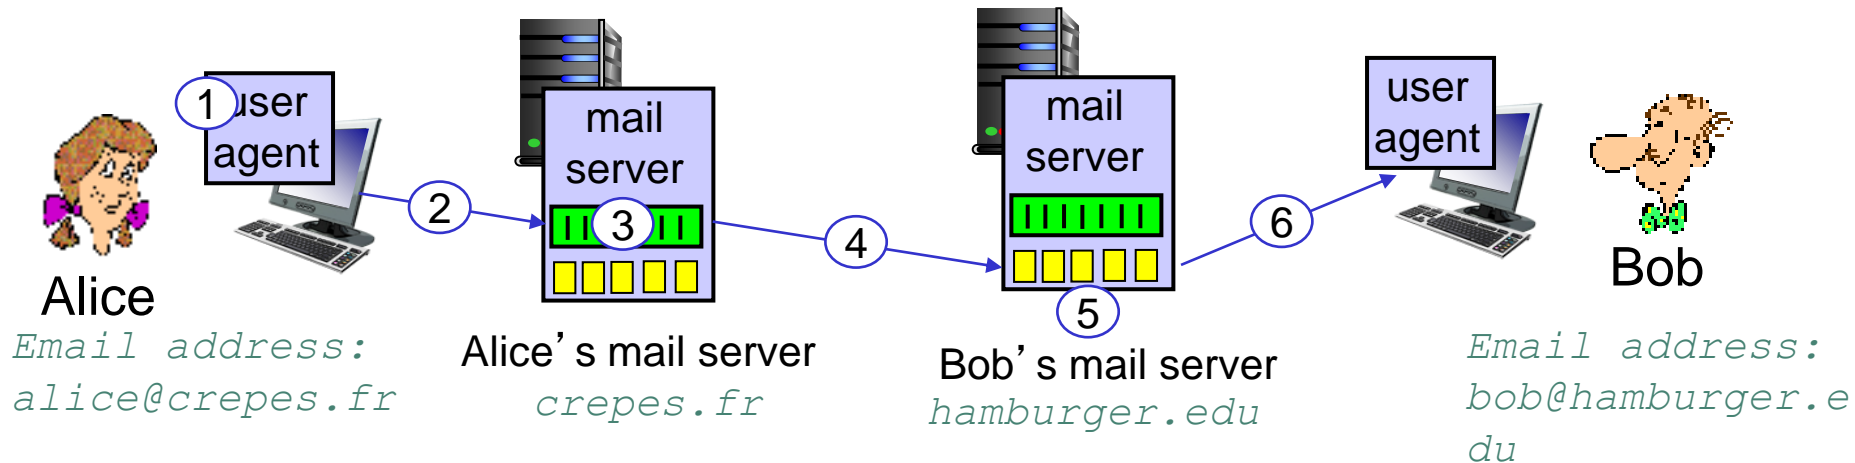 1
user
agent
2
mail
server
3
4
mail
server
5
6
user
agent
Alice
Email address:
alice@crepes.fr
Alice’s mail server
crepes.fr
Bob’s mail server
hamburger.edu
Bob
Email address:
bob@hamburger.e
du